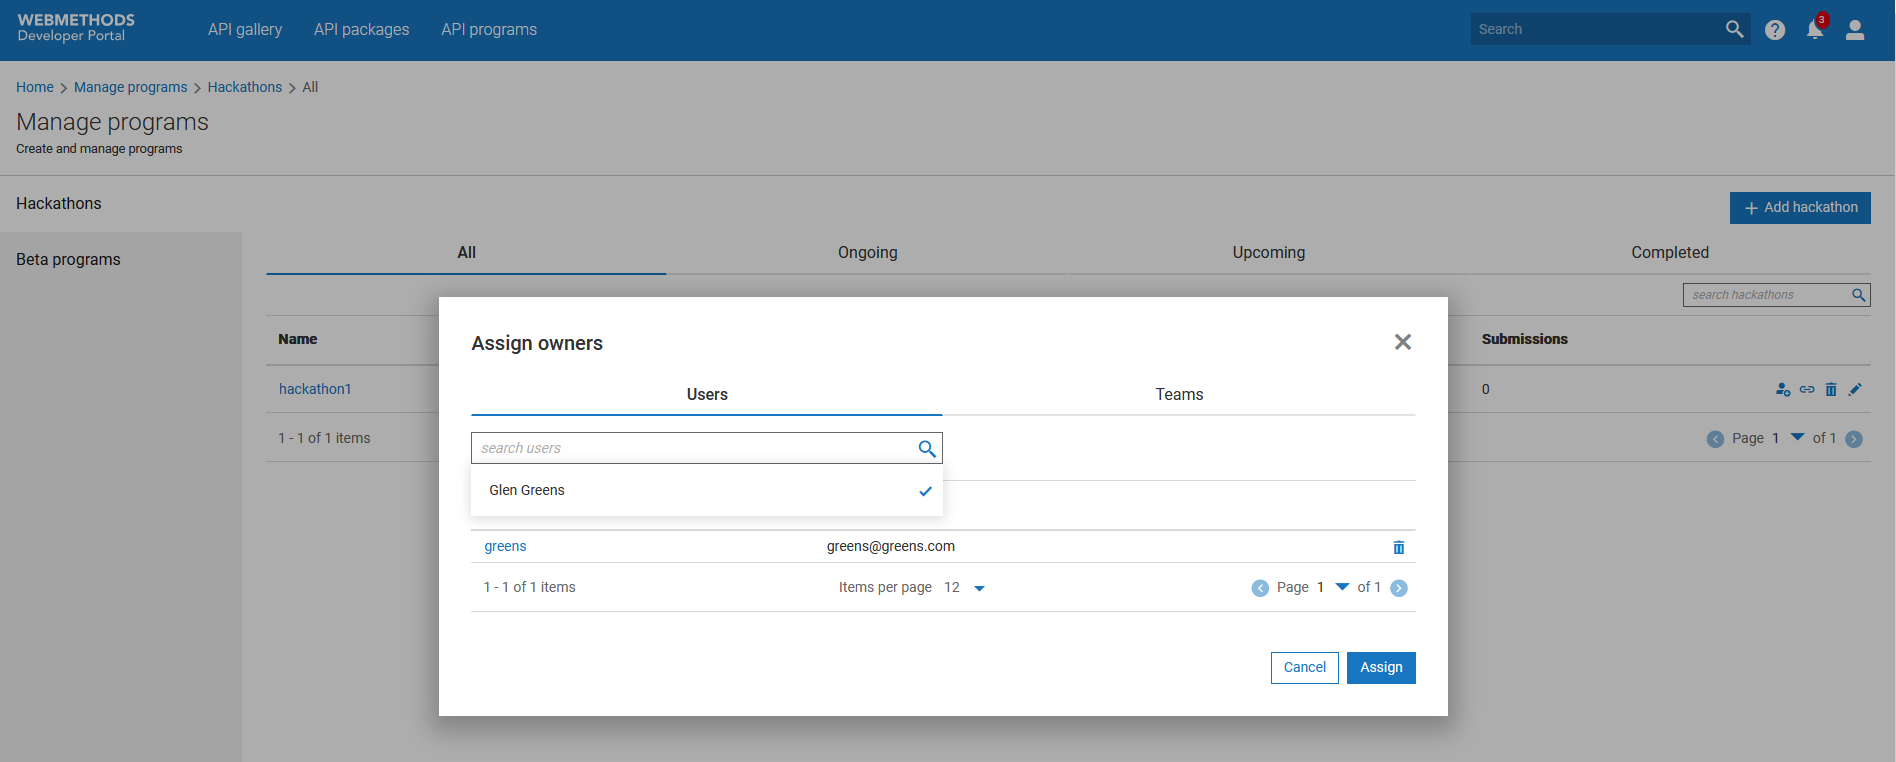 WEBMETHODS
Developer Portal
API gallery
API packages
API programs
Search
3
Home > Manage programs > Hackathons > All
Manage programs
Create and manage programs
Hackathons
Beta programs
+ Add hackathon
All
Ongoing
Upcoming
Completed
search hackathons
Name
Submissions
hackathon1
0
1 - 1 of 1 items
Page 1 of 1
Assign owners
Users
Teams
search users
Glen Greens
greens
greens@greens.com
1 - 1 of 1 items
Items per page 12
Page 1 of 1
Cancel
Assign